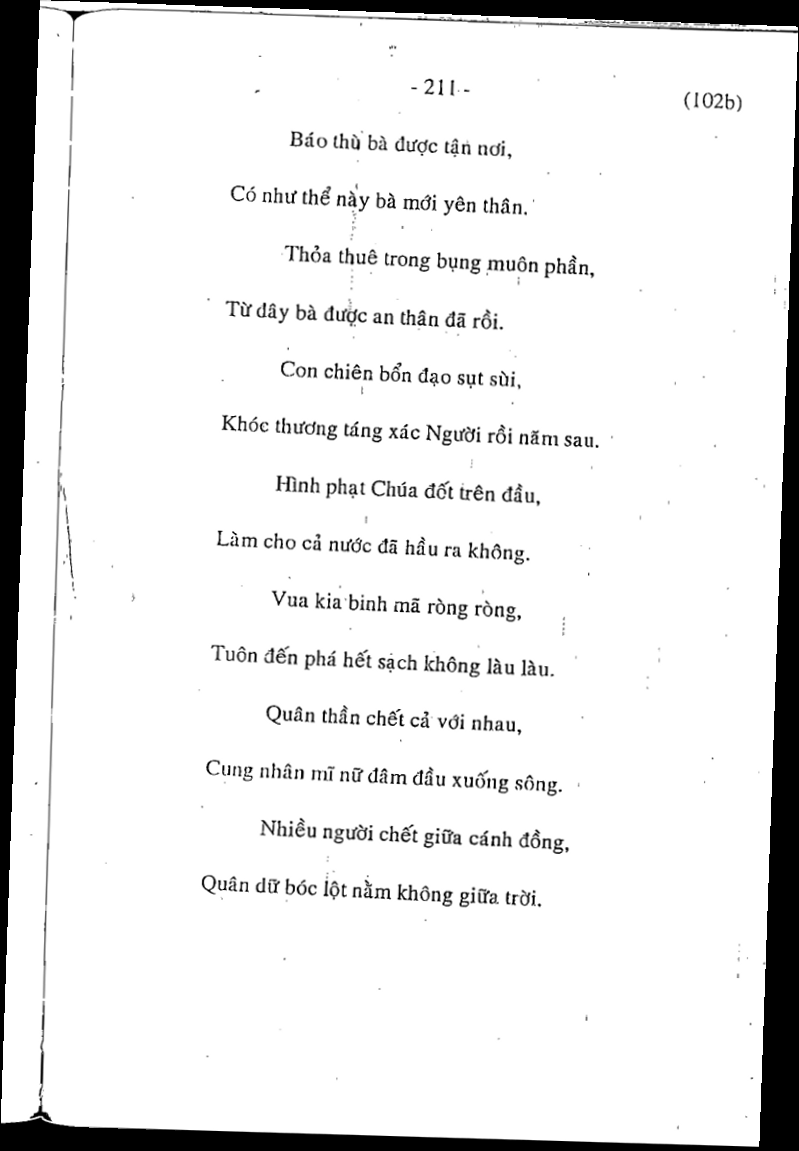 - 211 -
(102b)
Báo thù bà được tận nơi,
Có như thể này bà mới yên thân.
Thỏa thuê trong bụng muôn phần,
Từ dây bà được an thân đã rồi.
Con chiên bổn đạo sụt sùi,
Khóc thương táng xác Người rồi năm sau.
Hình phạt Chúa đốt trên đầu,
Làm cho cả nước đã hầu ra không.
Vua kia binh mã ròng ròng,
Tuôn đến phá hết sạch không làu làu.
Quân thần chết cả với nhau,
Cung nhân mĩ nữ đâm đầu xuống sông.
Nhiều người chết giữa cánh đồng,
Quân dữ bóc lột nằm không giữa trời.